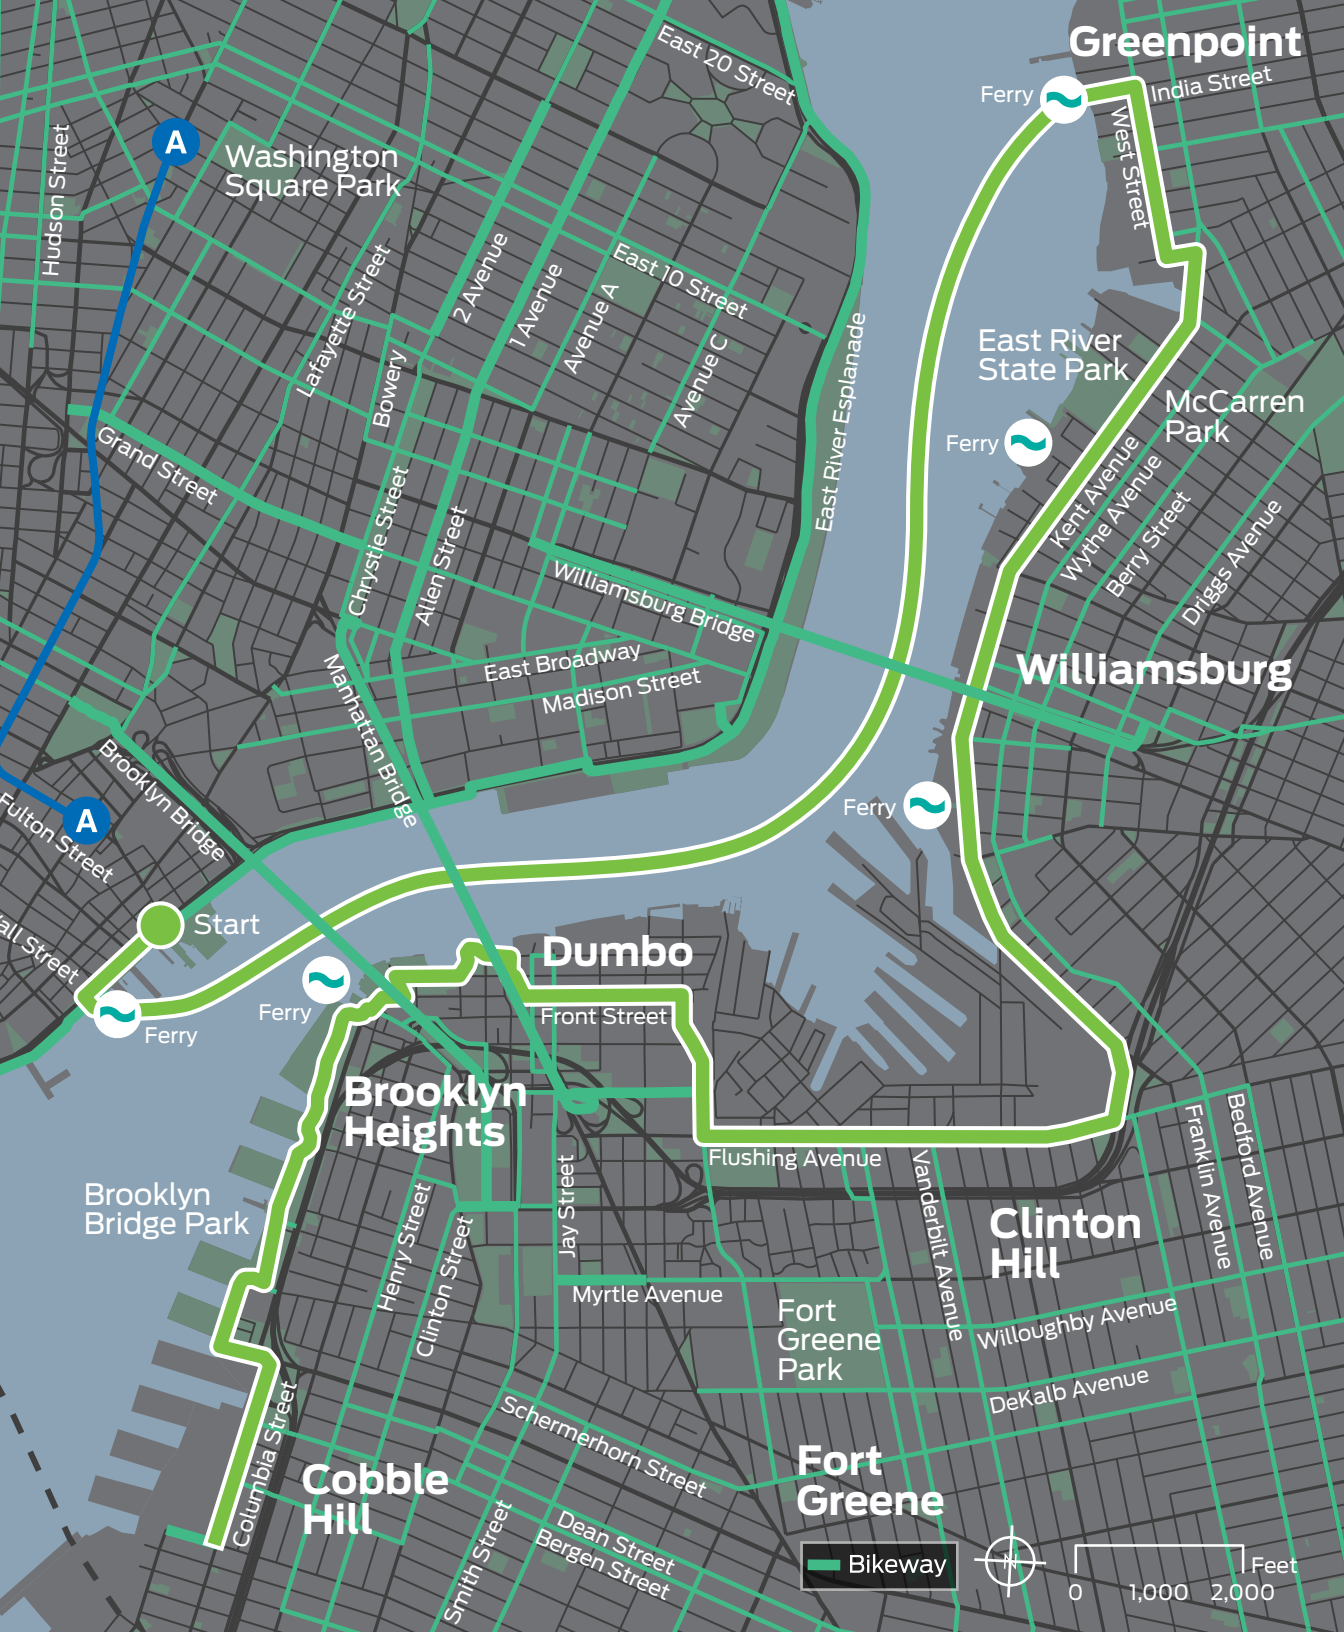 Greenpoint
Ferry
India Street
West Street
East 20 Street
A
Washington
Square Park
Hudson Street
Lafayette Street
2 Avenue
1 Avenue
Avenue A
East 10 Street
Avenue C
Bowery
East River Esplanade
East River
State Park
McCarren
Park
Ferry
Kent Avenue
Wythe Avenue
Berry Street
Driggs Avenue
Grand Street
Chrystie Street
Allen Street
Williamsburg Bridge
East Broadway
Madison Street
Manhattan Bridge
Williamsburg
Brooklyn Bridge
Ferry
A
Fulton Street
Start
all Street
Ferry
Ferry
Dumbo
Front Street
Brooklyn
Heights
Flushing Avenue
Jay Street
Vanderbilt Avenue
Franklin Avenue
Bedford Avenue
Brooklyn
Bridge Park
Henry Street
Clinton Street
Clinton
Hill
Myrtle Avenue
Fort
Greene
Park
Willoughby Avenue
DeKalb Avenue
Columbia Street
Schermerhorn Street
Cobble
Hill
Fort
Greene
Smith Street
Dean Street
Bergen Street
Bikeway
N
Feet
0 1,000 2,000